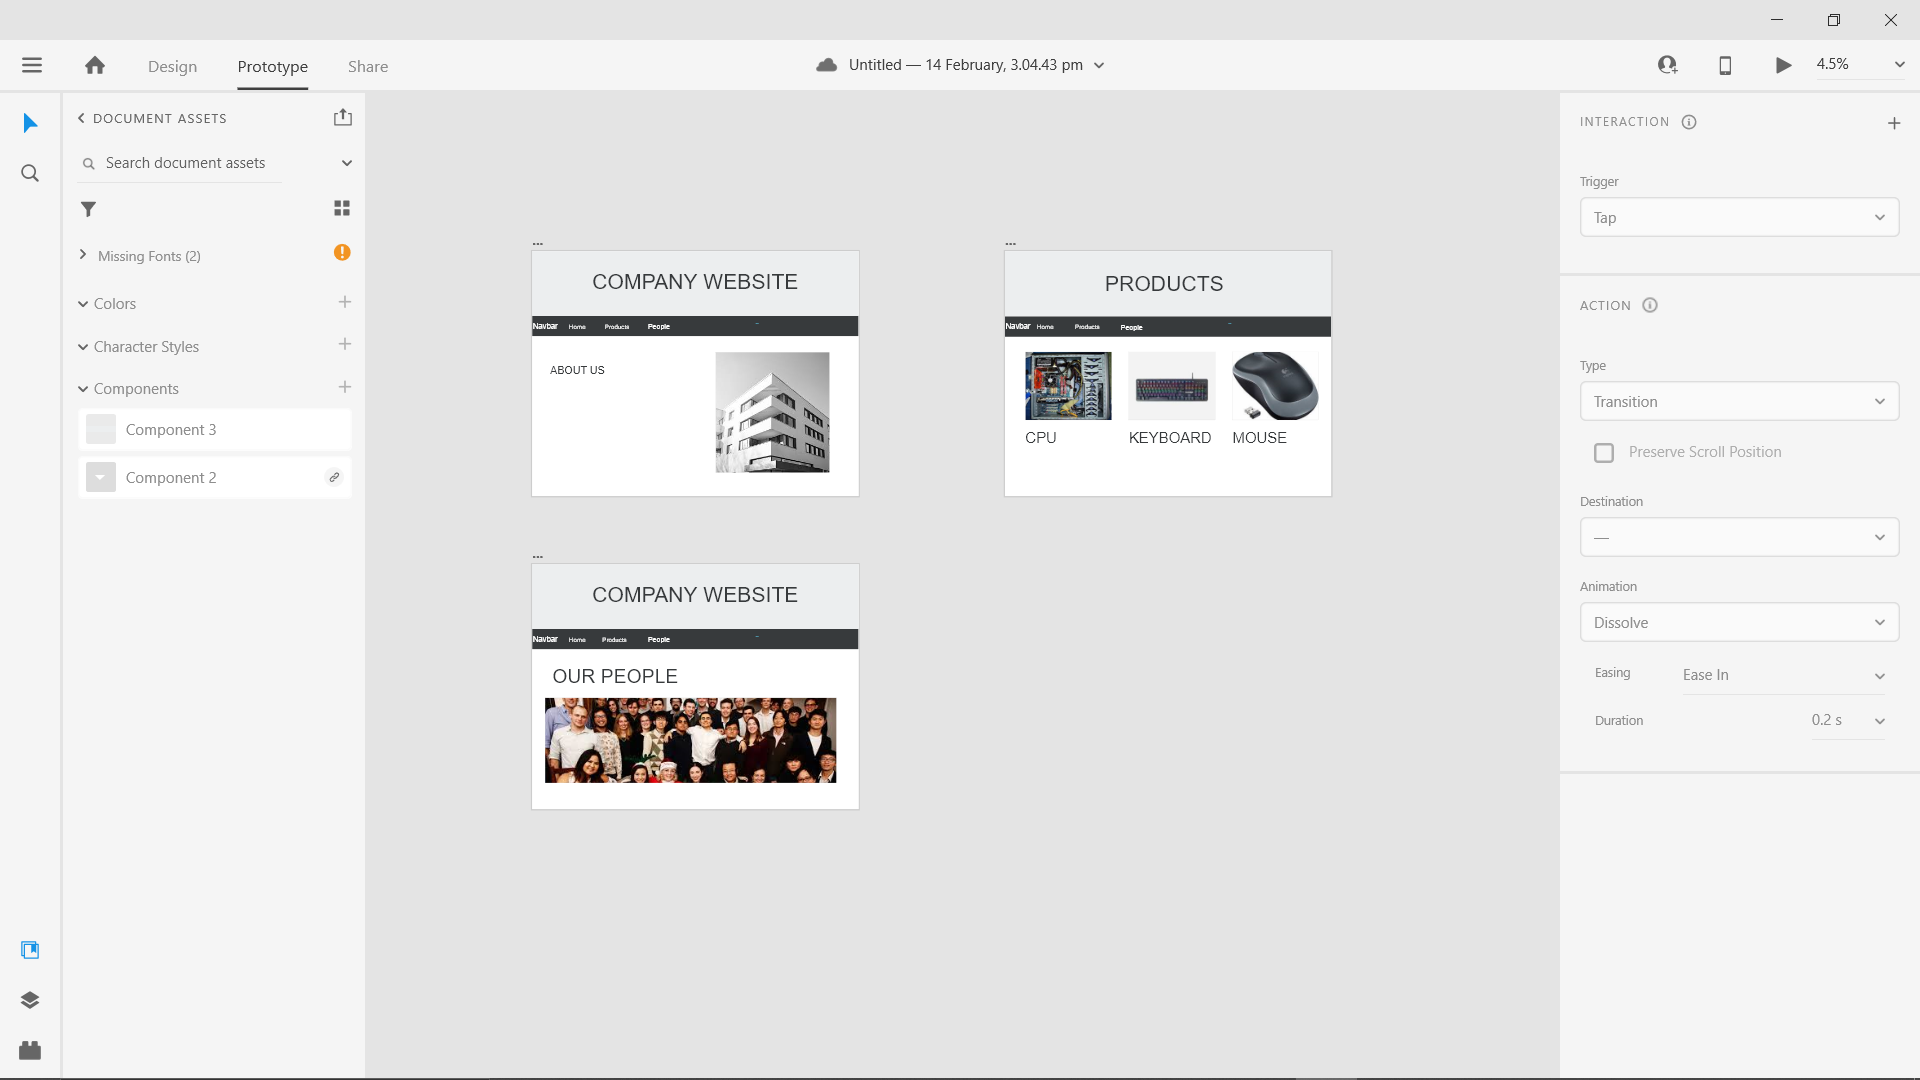 Design
Prototype
Share
Untitled — 14 February, 3.04.43 pm
4.5%
DOCUMENT ASSETS
Search document assets
Missing Fonts (2)
Colors
Character Styles
Components
Component 3
Component 2
...
COMPANY WEBSITE
Navbar Home Products People
ABOUT US
...
PRODUCTS
Navbar Home Products People
CPU KEYBOARD MOUSE
...
COMPANY WEBSITE
Navbar Home Products People
OUR PEOPLE
INTERACTION
Trigger
Tap
ACTION
Type
Transition
Preserve Scroll Position
Destination
—
Animation
Dissolve
Easing Ease In
Duration 0.2 s